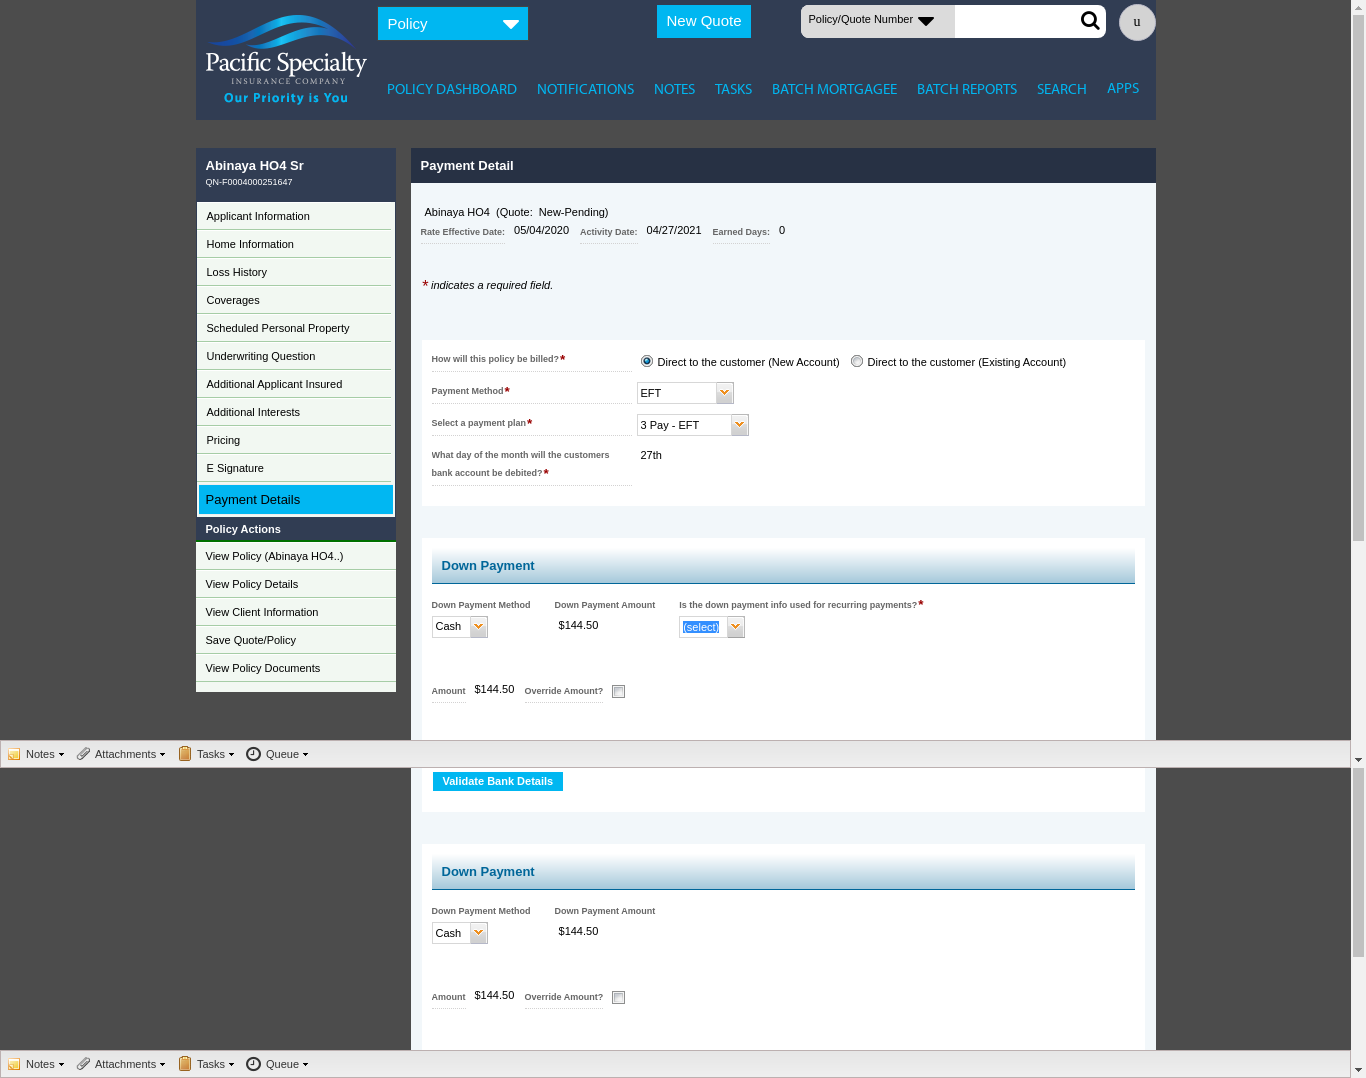 Policy
New Quote
Policy/Quote Number
u
Pacific Specialty
INSURANCE COMPANY
Our Priority is You
POLICY DASHBOARD NOTIFICATIONS NOTES TASKS BATCH MORTGAGEE BATCH REPORTS SEARCH APPS
Abinaya HO4 Sr
QN-F0004000251647
Applicant Information
Home Information
Loss History
Coverages
Scheduled Personal Property
Underwriting Question
Additional Applicant Insured
Additional Interests
Pricing
E Signature
Payment Details
Policy Actions
View Policy (Abinaya HO4..)
View Policy Details
View Client Information
Save Quote/Policy
View Policy Documents
Payment Detail
Abinaya HO4 (Quote: New-Pending)
Rate Effective Date: 05/04/2020 Activity Date: 04/27/2021 Earned Days: 0
* indicates a required field.
How will this policy be billed?* Direct to the customer (New Account) Direct to the customer (Existing Account)
Payment Method* EFT
Select a payment plan* 3 Pay - EFT
What day of the month will the customers 27th
bank account be debited?*
Down Payment
Down Payment Method Down Payment Amount Is the down payment info used for recurring payments?*
Cash $144.50 (select)
Amount $144.50 Override Amount?
Notes Attachments Tasks Queue
Validate Bank Details
Down Payment
Down Payment Method Down Payment Amount
Cash $144.50
Amount $144.50 Override Amount?
Notes Attachments Tasks Queue